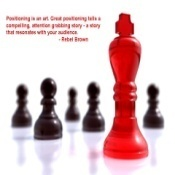 Positioning is an art. Great positioning tells a
compelling, attention grabbing story - a story
that resonates with your audience.
- Rebel Brown